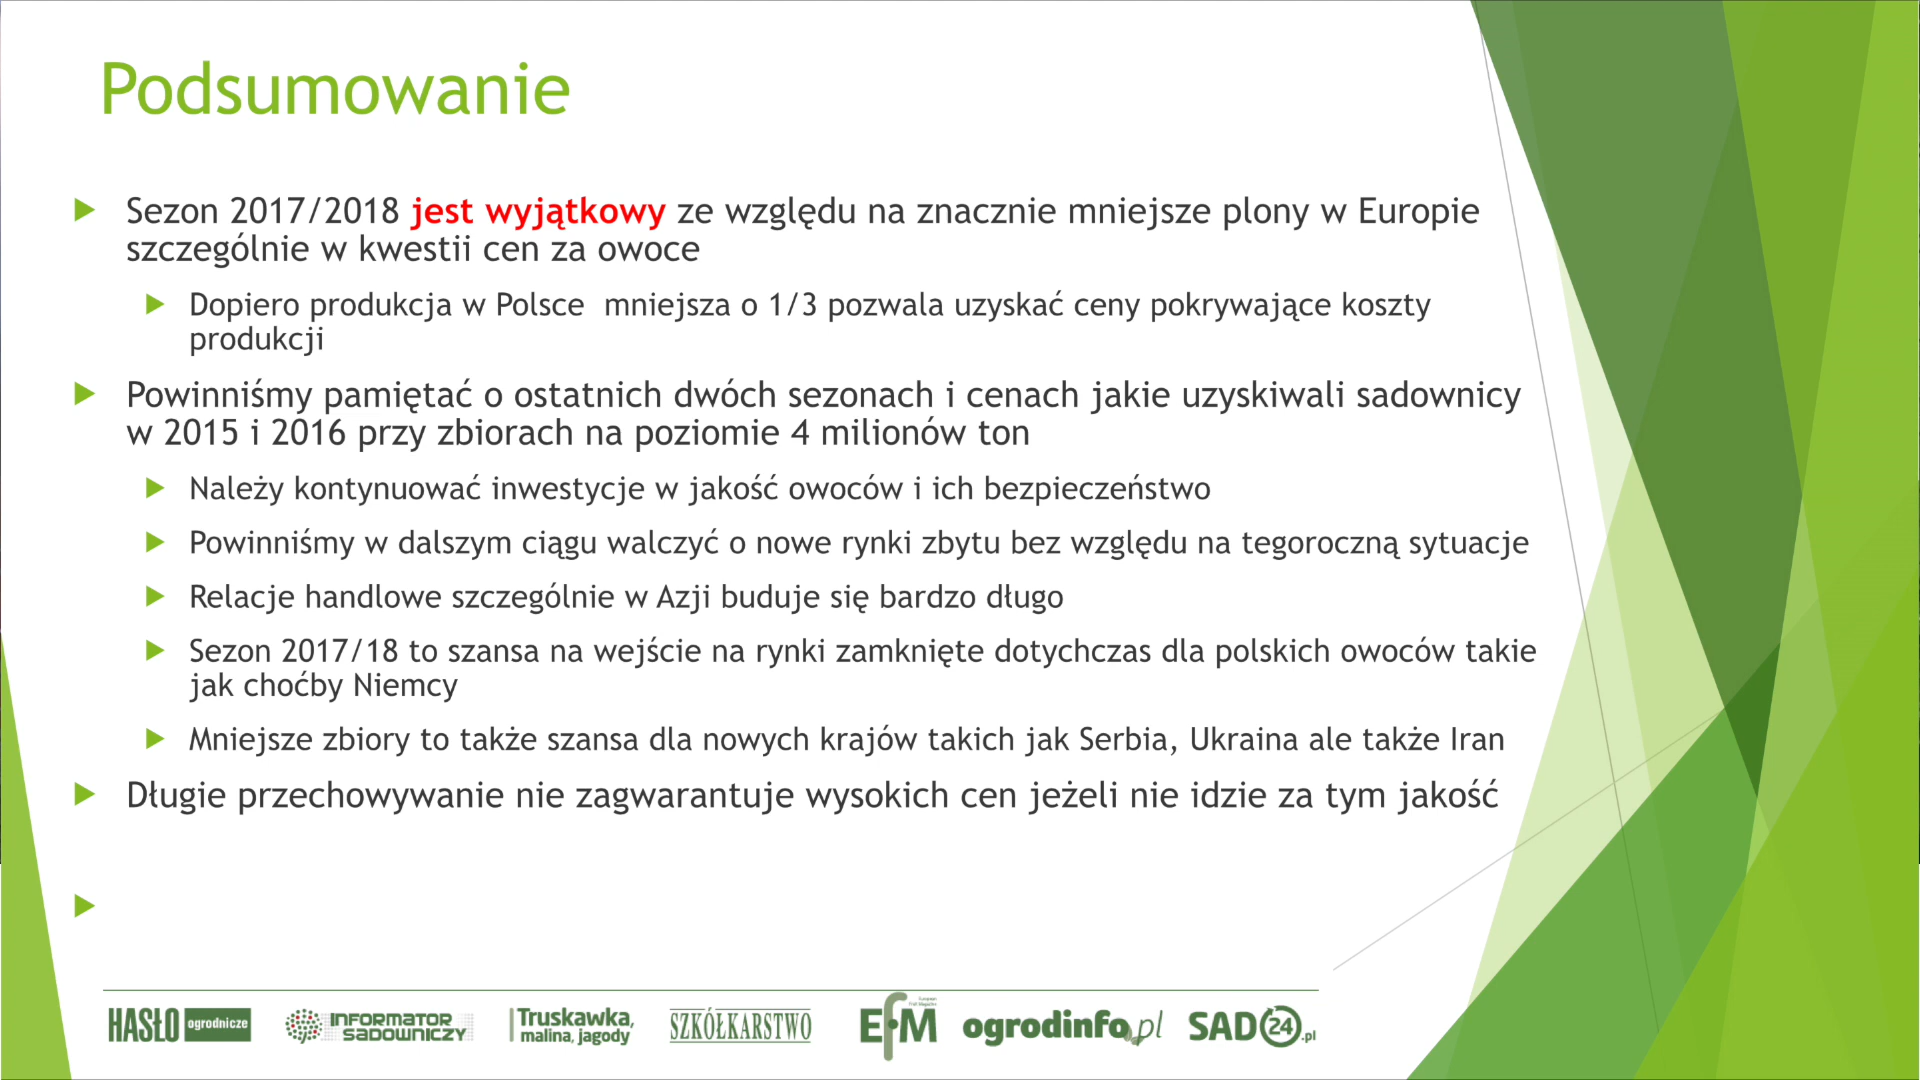 Podsumowanie
Sezon 2017/2018 jest wyjątkowy ze względu na znacznie mniejsze plony w Europie
szczególnie w kwestii cen za owoce
Dopiero produkcja w Polsce  mniejsza o 1/3 pozwala uzyskać ceny pokrywające koszty
produkcji
Powinniśmy pamiętać o ostatnich dwóch sezonach i cenach jakie uzyskiwali sadownicy
w 2015 i 2016 przy zbiorach na poziomie 4 milionów ton
Należy kontynuować inwestycje w jakość owoców i ich bezpieczeństwo
Powinniśmy w dalszym ciągu walczyć o nowe rynki zbytu bez względu na tegoroczną sytuacje
Relacje handlowe szczególnie w Azji buduje się bardzo długo
Sezon 2017/18 to szansa na wejście na rynki zamknięte dotychczas dla polskich owoców takie
jak choćby Niemcy
Mniejsze zbiory to także szansa dla nowych krajów takich jak Serbia, Ukraina ale także Iran
Długie przechowywanie nie zagwarantuje wysokich cen jeżeli nie idzie za tym jakość
HASŁO ogrodnicze
INFORMATOR
SADOWNICZY
Truskawka,
malina, jagody
SZKÓŁKARSTWO
EfM
ogrodinfo.pl
SAD24.pl